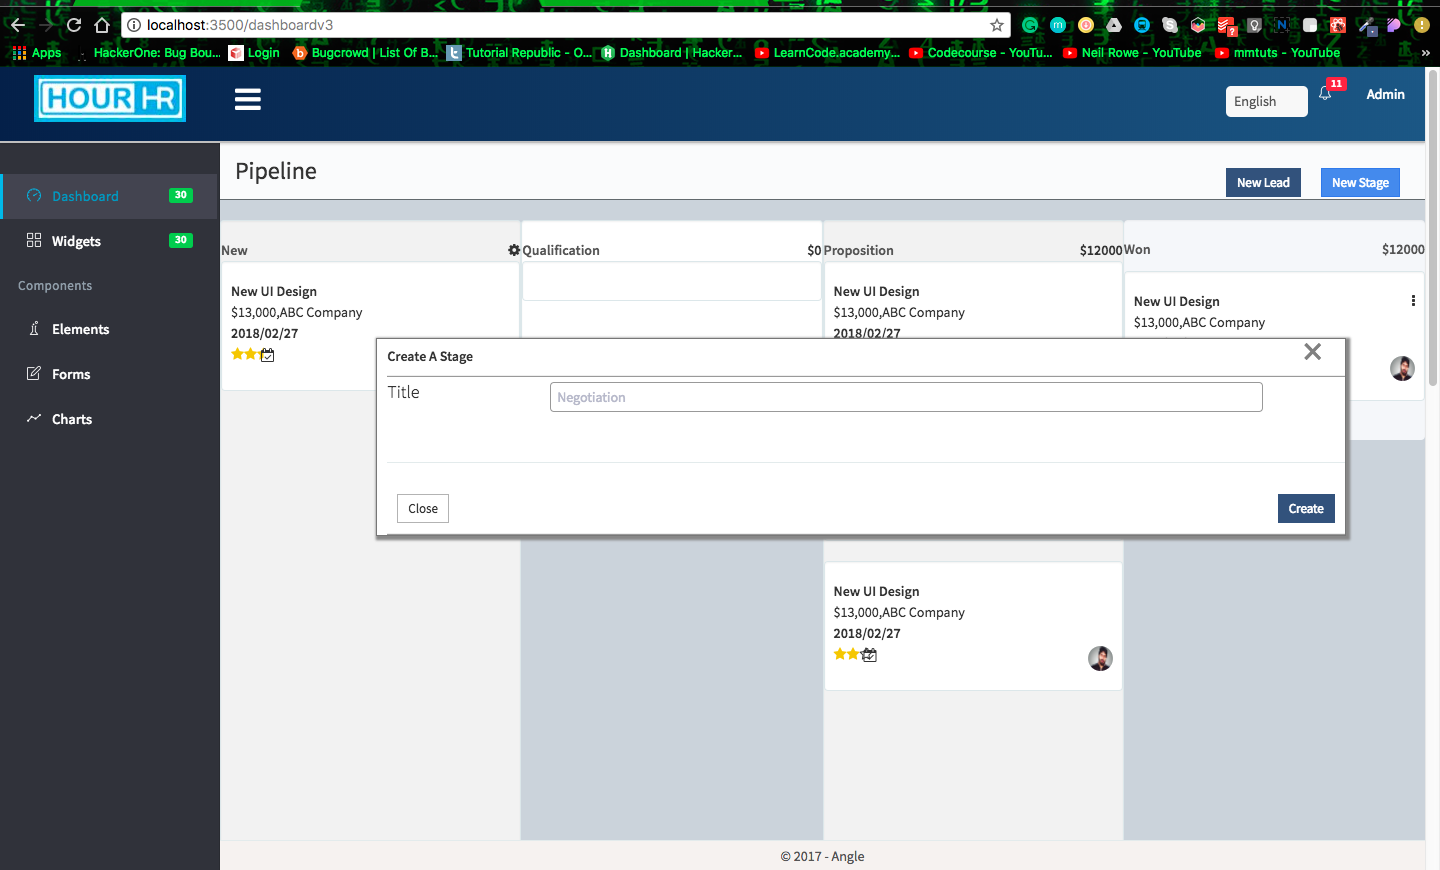 localhost:3500/dashboardv3
Apps
HackerOne: Bug Bou...
Login
Bugcrowd | List Of B...
Tutorial Republic - O...
Dashboard | Hacker...
LearnCode.academy...
Codecourse - YouTu...
Neil Rowe - YouTube
mmtuts - YouTube
»
HOUR HR
English
11
Admin
Dashboard 30
Widgets 30
Components
Elements
Forms
Charts
Pipeline
New Lead
New Stage
New
Qualification $0
Proposition $12000
Won $12000
New UI Design
$13,000,ABC Company
2018/02/27
New UI Design
$13,000,ABC Company
2018/02/27
New UI Design
$13,000,ABC Company
Create A Stage
Title
Negotiation
Close
Create
New UI Design
$13,000,ABC Company
2018/02/27
© 2017 - Angle